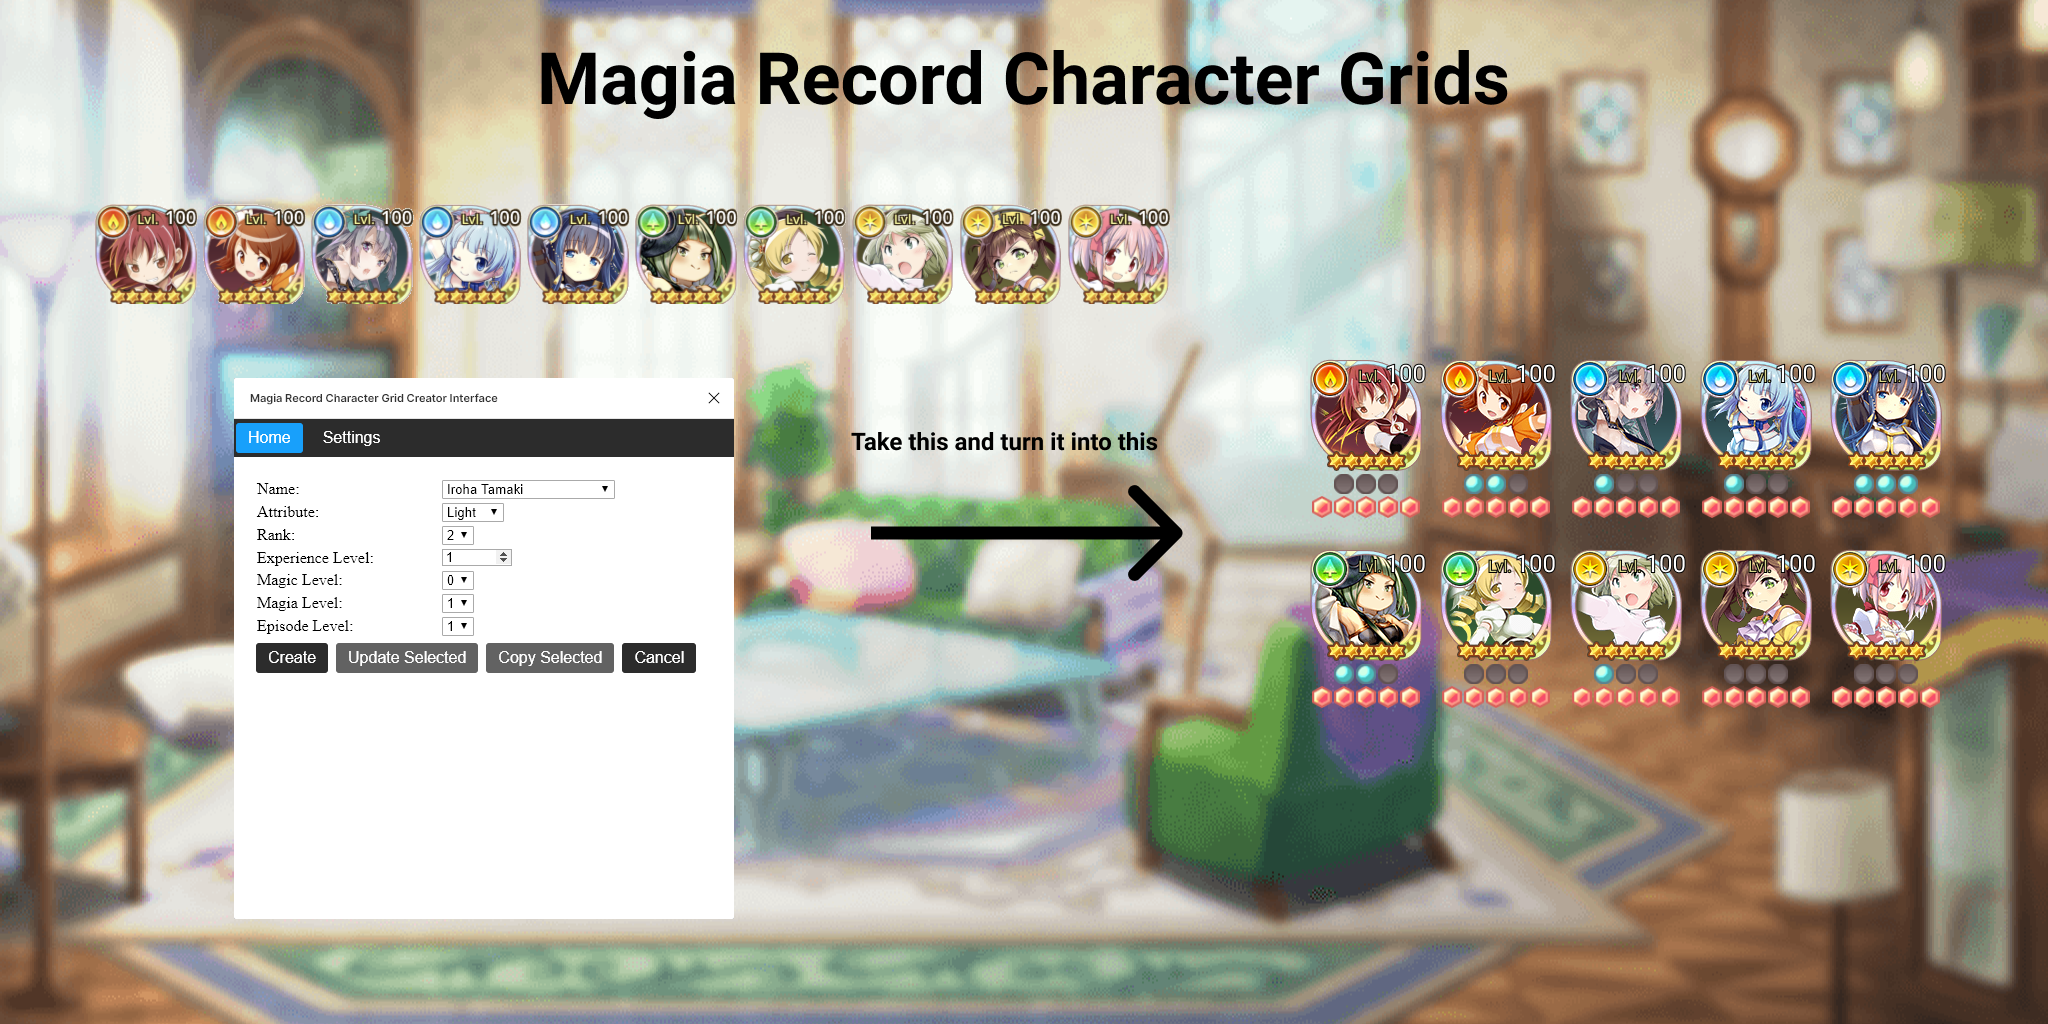 Magia Record Character Grids
Lvl. 100 Lvl. 100 Lvl. 100 Lvl. 100 Lvl. 100 Lvl. 100 Lvl. 100 Lvl. 100 Lvl. 100 Lvl. 100
Magia Record Character Grid Creator Interface
Home Settings
Name: Iroha Tamaki
Attribute: Light
Rank: 2
Experience Level: 1
Magic Level: 0
Magia Level: 1
Episode Level: 1
Create Update Selected Copy Selected Cancel
Take this and turn it into this
Lvl. 100 Lvl. 100 Lvl. 100 Lvl. 100 Lvl. 100
Lvl. 100 Lvl. 100 Lvl. 100 Lvl. 100 Lvl. 100